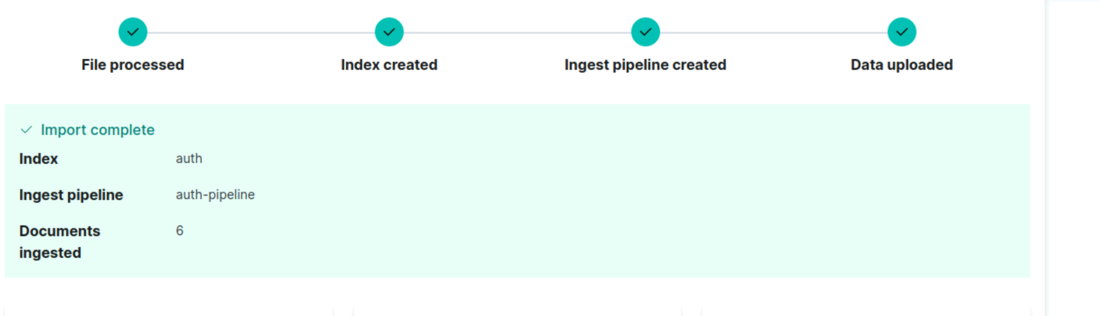 File processed
Index created
Ingest pipeline created
Data uploaded
Import complete
Index auth
Ingest pipeline auth-pipeline
Documents 6
ingested